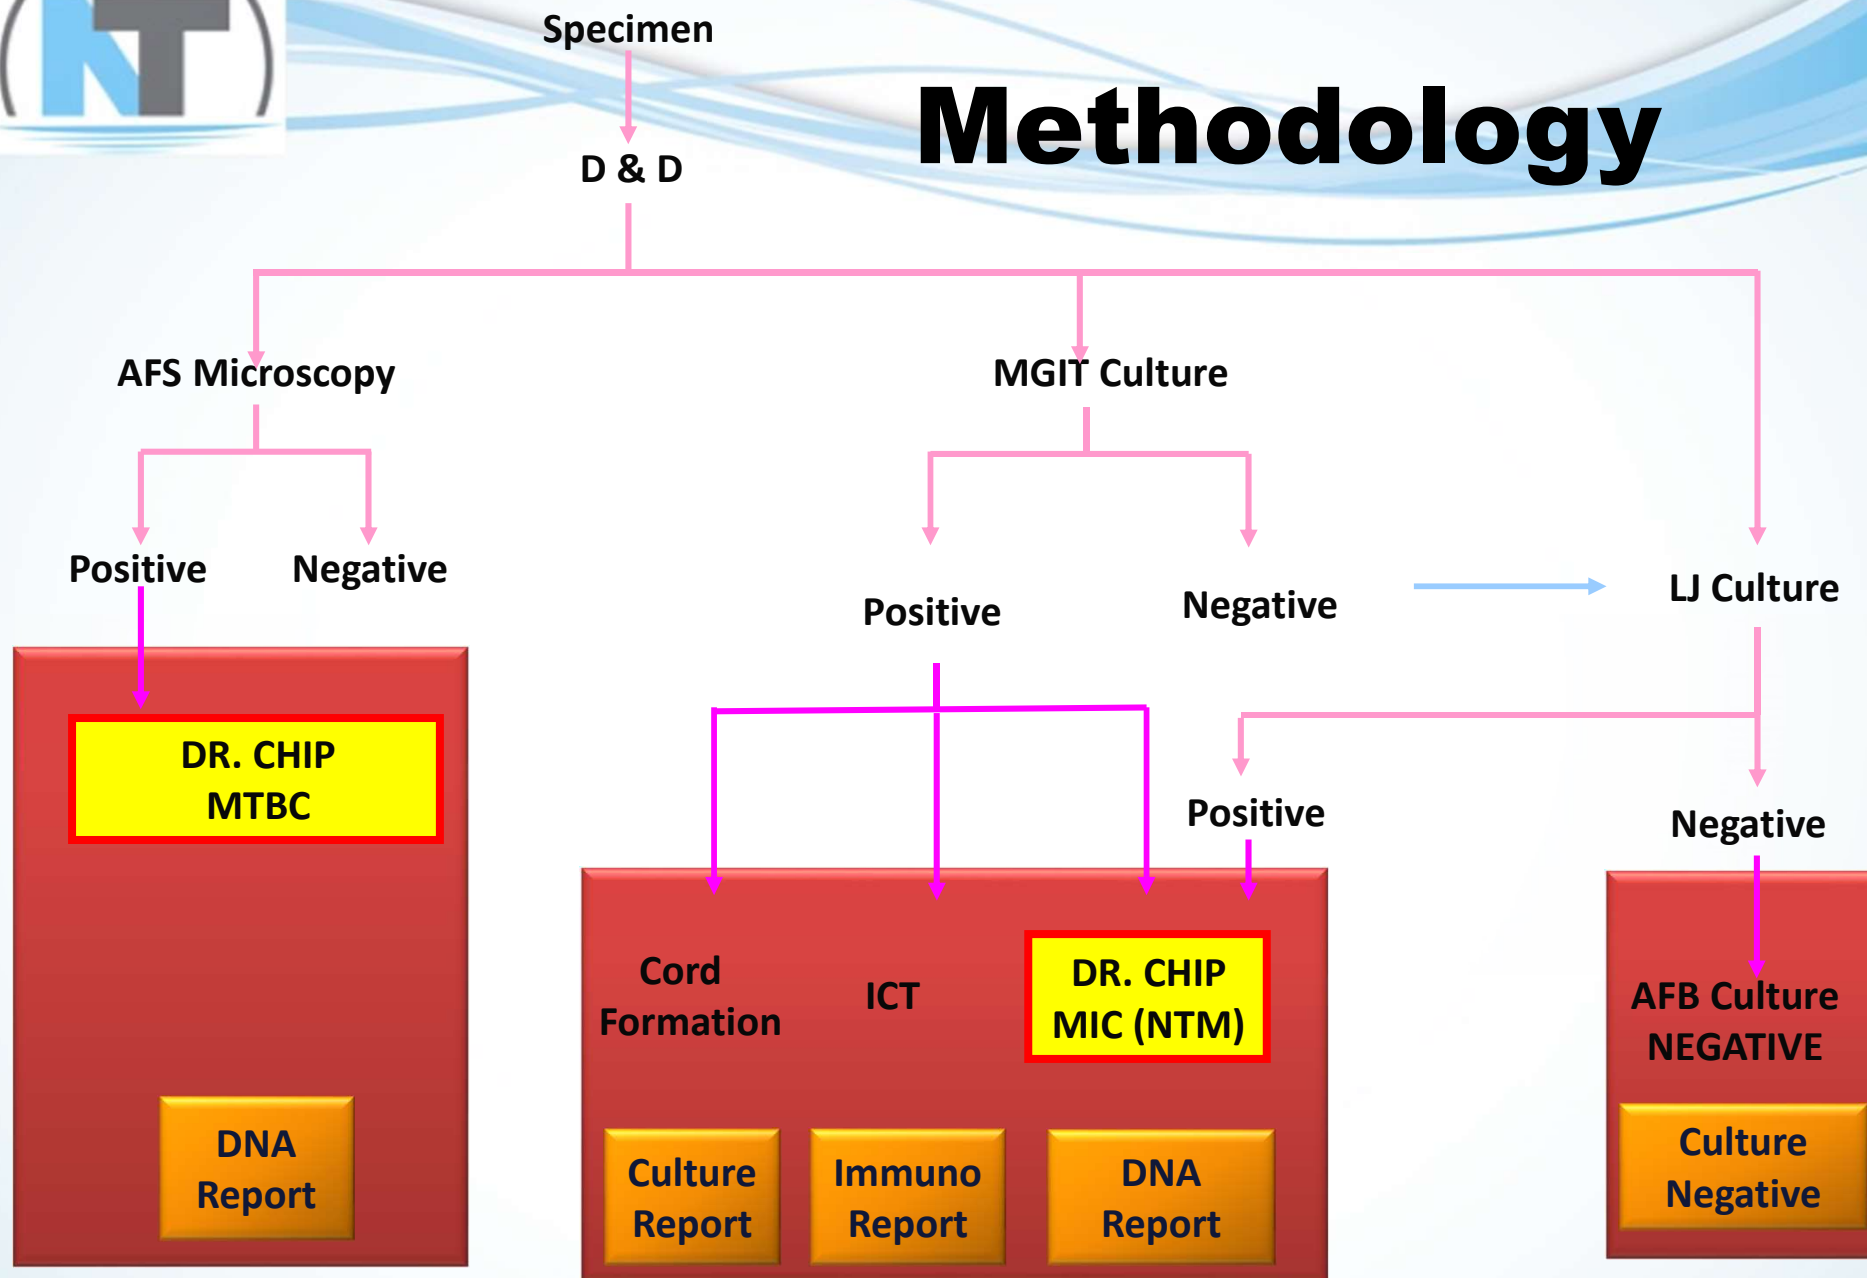 NT
Specimen
Methodology
D & D
AFS Microscopy
MGIT Culture
Positive
Negative
Positive
Negative
LJ Culture
DR. CHIP
MTBC
Positive
Negative
Cord
Formation
ICT
DR. CHIP
MIC (NTM)
AFB Culture
NEGATIVE
DNA
Report
Culture
Report
Immuno
Report
DNA
Report
Culture
Negative